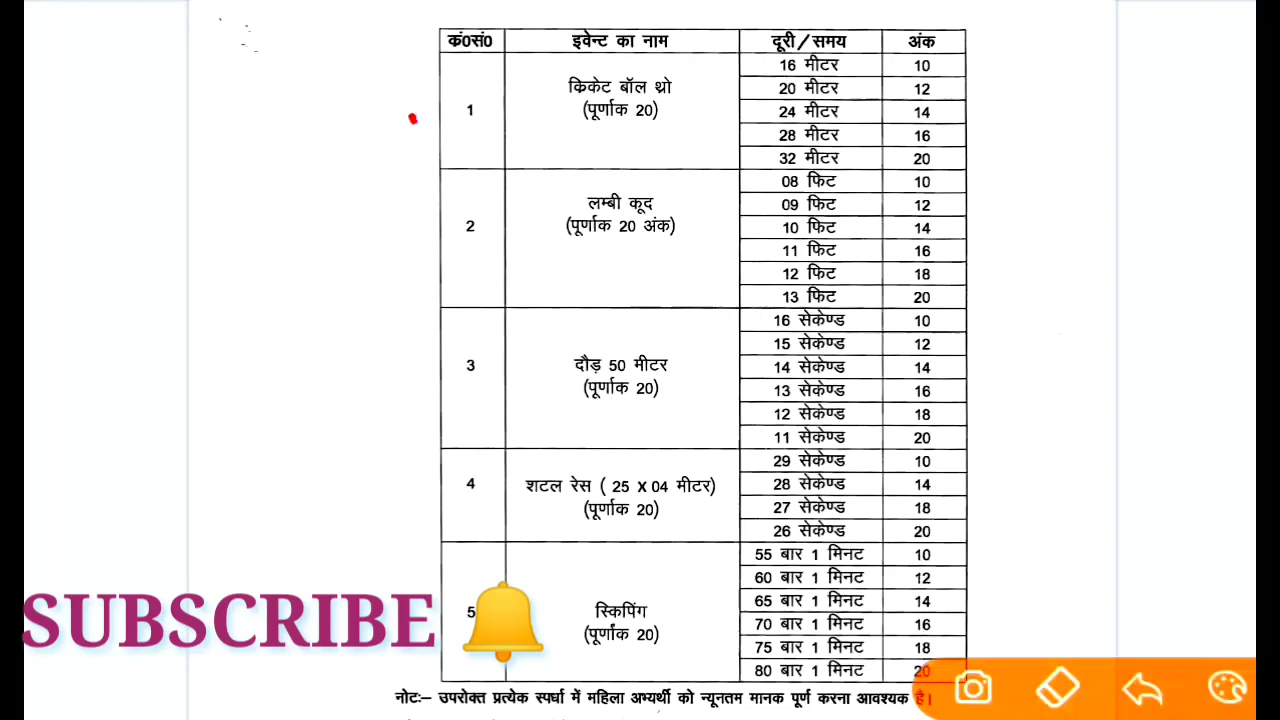 कं0सं0 इवेन्ट का नाम दूरी/समय अंक
1 क्रिकेट बॉल थ्रो (पूर्णाक 20) 16 मीटर 10
20 मीटर 12
24 मीटर 14
28 मीटर 16
32 मीटर 20
2 लम्बी कूद (पूर्णाक 20 अंक) 08 फिट 10
09 फिट 12
10 फिट 14
11 फिट 16
12 फिट 18
13 फिट 20
3 दौड़ 50 मीटर (पूर्णाक 20) 16 सेकेण्ड 10
15 सेकेण्ड 12
14 सेकेण्ड 14
13 सेकेण्ड 16
12 सेकेण्ड 18
11 सेकेण्ड 20
4 शटल रेस ( 25 X 04 मीटर) (पूर्णाक 20) 29 सेकेण्ड 10
28 सेकेण्ड 14
27 सेकेण्ड 18
26 सेकेण्ड 20
5 स्किपिंग (पूर्णांक 20) 55 बार 1 मिनट 10
60 बार 1 मिनट 12
65 बार 1 मिनट 14
70 बार 1 मिनट 16
75 बार 1 मिनट 18
80 बार 1 मिनट 20
नोटः– उपरोक्त प्रत्येक स्पर्धा में महिला अभ्यर्थी को न्यूनतम मानक पूर्ण करना आवश्यक है।
SUBSCRIBE